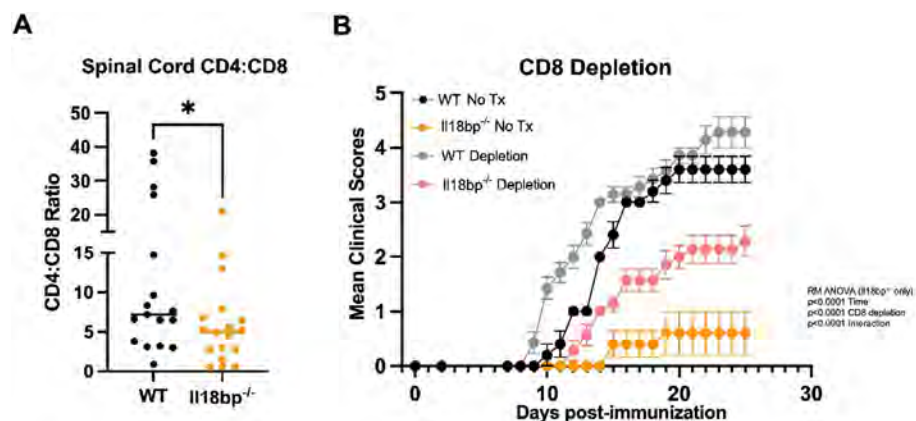 A
Spinal Cord CD4:CD8
*
CD4:CD8 Ratio
50
40
30
20
10
5
0
WT
Il18bp⁻/⁻
B
CD8 Depletion
Mean Clinical Scores
5
4
3
2
1
0
WT No Tx
Il18bp⁻/⁻ No Tx
WT Depletion
Il18bp⁻/⁻ Depletion
0
10
20
30
Days post-immunization
RM ANOVA (Il18bp⁻/⁻ only)
p<0.0001 Time
p<0.0001 CD8 depletion
p<0.0001 Interaction